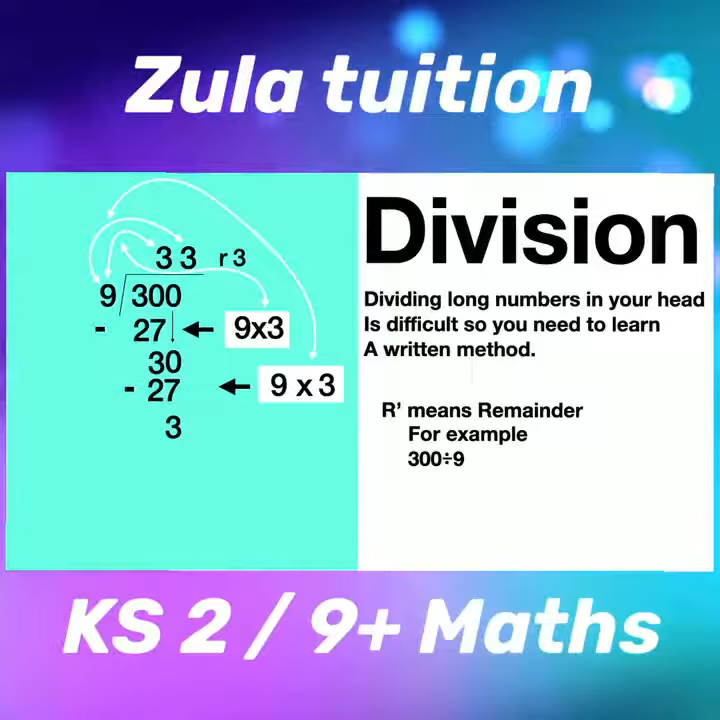 Zula tuition
33 r3
9 300
- 27 9x3
30
- 27 9 x 3
3
Division
Dividing long numbers in your head
Is difficult so you need to learn
A written method.
R’ means Remainder
For example
300÷9
KS 2 / 9+ Maths